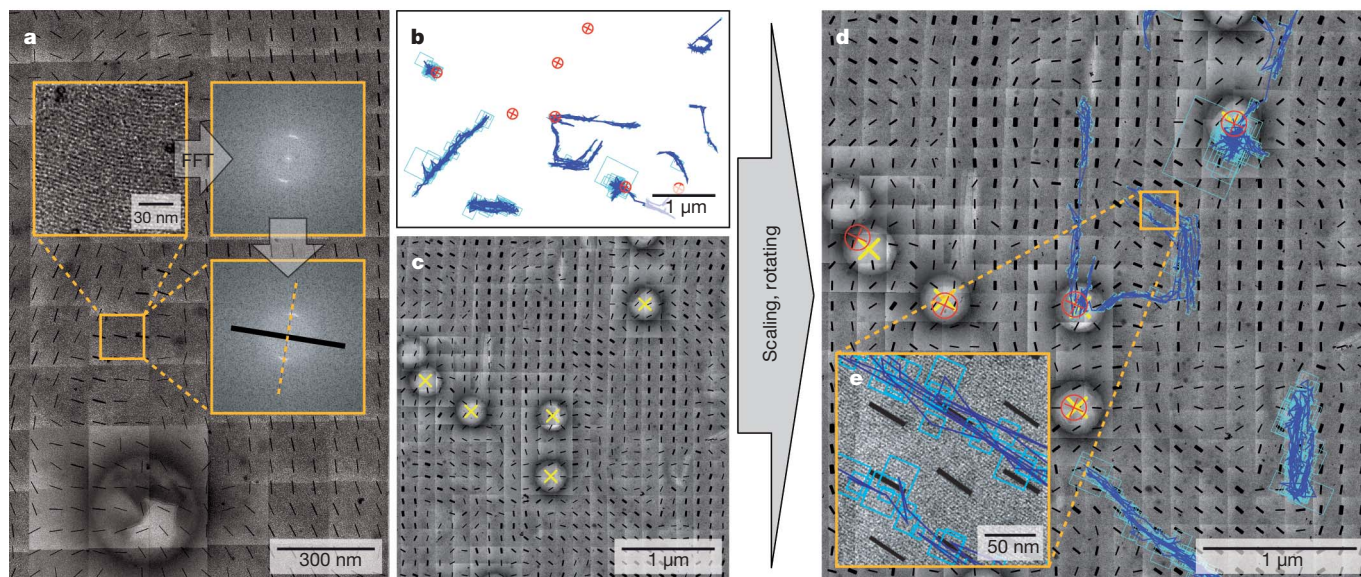 a
FFT
30 nm
300 nm
b
1 µm
c
1 µm
Scaling, rotating
d
e
50 nm
1 µm